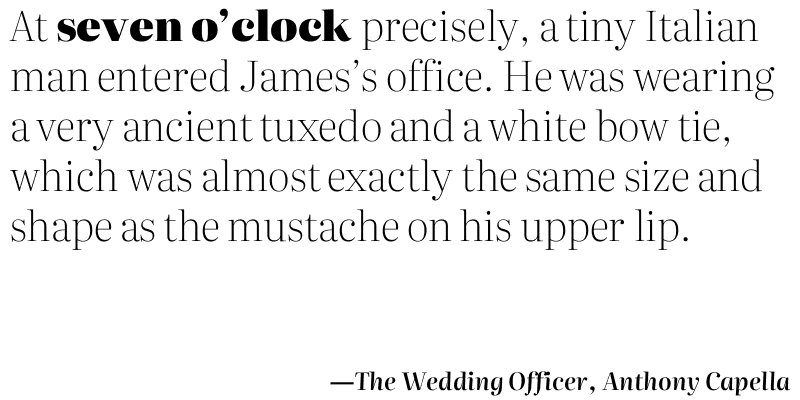 At seven o’clock precisely, a tiny Italian
man entered James’s office. He was wearing
a very ancient tuxedo and a white bow tie,
which was almost exactly the same size and
shape as the mustache on his upper lip.
—The Wedding Officer, Anthony Capella